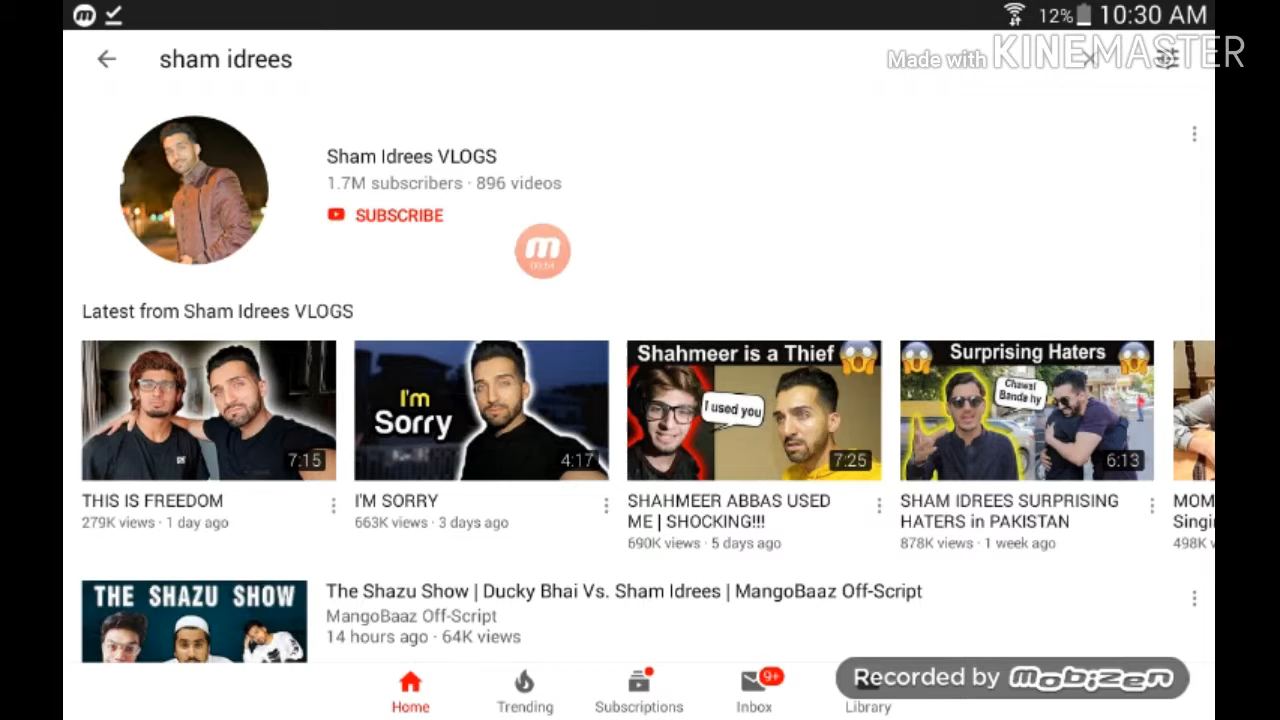 12% 10:30 AM
sham idrees
Made with KINEMASTER
Sham Idrees VLOGS
1.7M subscribers · 896 videos
SUBSCRIBE
m
00:54
Latest from Sham Idrees VLOGS
7:15
THIS IS FREEDOM
279K views · 1 day ago
I'm
Sorry
4:17
I'M SORRY
663K views · 3 days ago
Shahmeer is a Thief
I used you
7:25
SHAHMEER ABBAS USED
ME | SHOCKING!!!
690K views · 5 days ago
Surprising Haters
Chawal
Banda hy
6:13
SHAM IDREES SURPRISING
HATERS in PAKISTAN
878K views · 1 week ago
MOM
Singi
498K v
THE SHAZU SHOW
The Shazu Show | Ducky Bhai Vs. Sham Idrees | MangoBaaz Off-Script
MangoBaaz Off-Script
14 hours ago · 64K views
Home
Trending
Subscriptions
9+
Inbox
Library
Recorded by mobizen